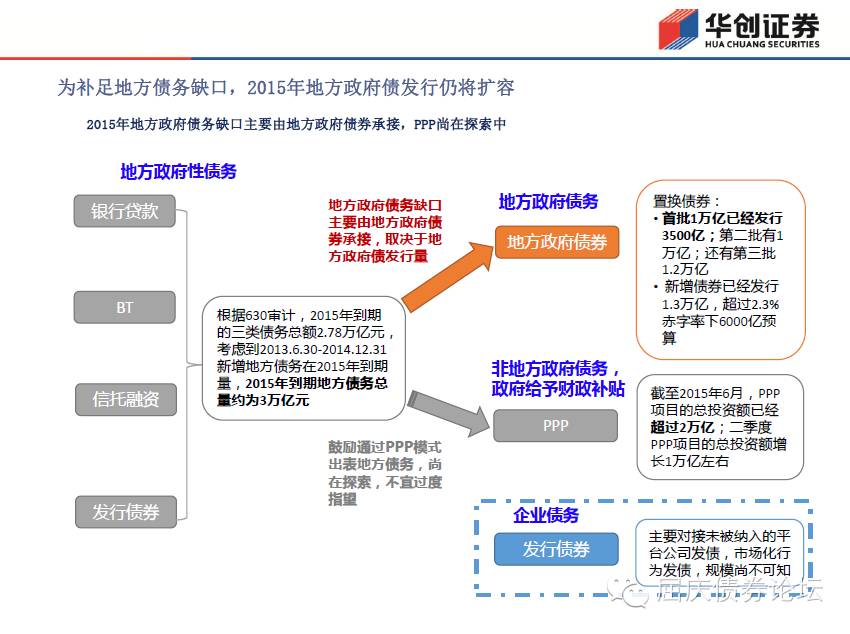 华创证券
HUA CHUANG SECURITIES
为补足地方债务缺口，2015年地方政府债发行仍将扩容
2015年地方政府债务缺口主要由地方政府债券承接，PPP尚在探索中
地方政府性债务
银行贷款
BT
信托融资
发行债券
根据630审计，2015年到期
的三类债务总额2.78万亿元，
考虑到2013.6.30-2014.12.31
新增地方债务在2015年到期
量，2015年到期地方债务总
量约为3万亿元
地方政府债务缺口
主要由地方政府债
券承接，取决于地
方政府债发行量
鼓励通过PPP模式
出表地方债务，尚
在探索，不宜过度
指望
地方政府债务
地方政府债券
置换债券：
•首批1万亿已经发行
3500亿；第二批有1
万亿；还有第三批
1.2万亿
• 新增债券已经发行
1.3万亿，超过2.3%
赤字率下6000亿预
算
非地方政府债务，
政府给予财政补贴
PPP
截至2015年6月，PPP
项目的总投资额已经
超过2万亿；二季度
PPP项目的总投资额增
长1万亿左右
企业债务
发行债券
主要对接未被纳入的平
台公司发债，市场化行
为发债，规模尚不可知
屈庆债券论坛